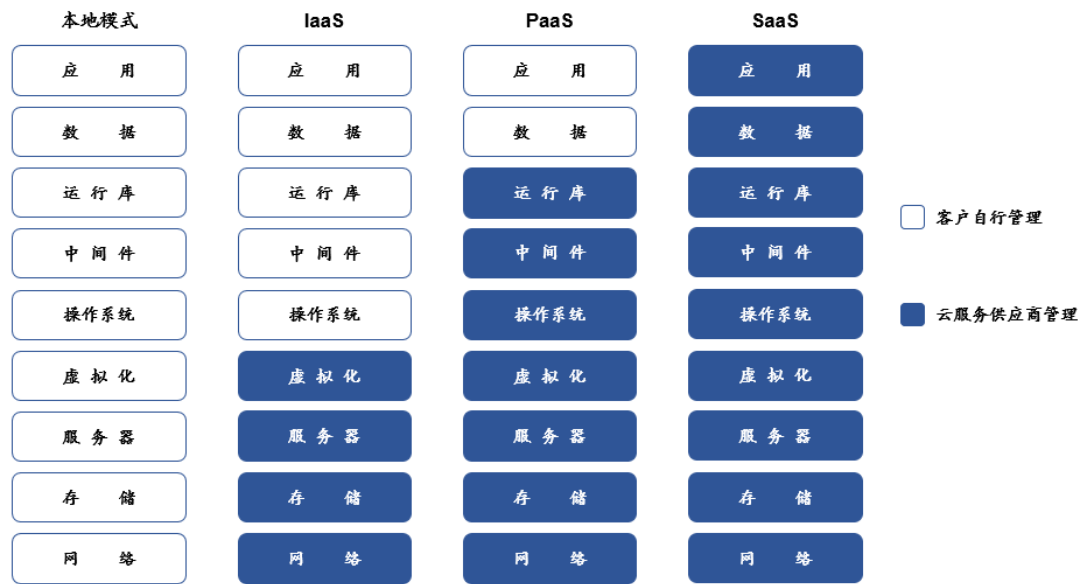 本地模式 IaaS PaaS SaaS
应用 应用 应用 应用
数据 数据 数据 数据
运行库 运行库 运行库 运行库
客户自行管理
中间件 中间件 中间件 中间件
操作系统 操作系统 操作系统 操作系统
云服务供应商管理
虚拟化 虚拟化 虚拟化 虚拟化
服务器 服务器 服务器 服务器
存储 存储 存储 存储
网络 网络 网络 网络